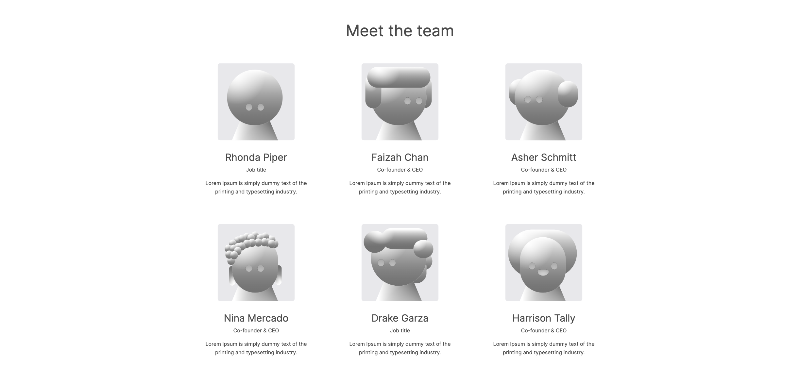 Meet the team
Rhonda Piper
Job title
Lorem Ipsum is simply dummy text of the
printing and typesetting industry.
Faizah Chan
Co-founder & CEO
Lorem Ipsum is simply dummy text of the
printing and typesetting industry.
Asher Schmitt
Co-founder & CEO
Lorem Ipsum is simply dummy text of the
printing and typesetting industry.
Nina Mercado
Co-founder & CEO
Lorem Ipsum is simply dummy text of the
printing and typesetting industry.
Drake Garza
Job title
Lorem Ipsum is simply dummy text of the
printing and typesetting industry.
Harrison Tally
Co-founder & CEO
Lorem Ipsum is simply dummy text of the
printing and typesetting industry.